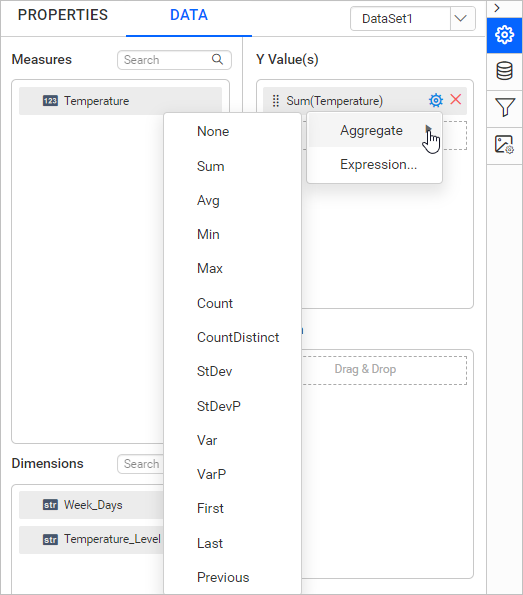 PROPERTIES
DATA
DataSet1
Measures
Search
Y Value(s)
123
Temperature
Sum(Temperature)
Aggregate
Expression...
None
Sum
Avg
Min
Max
Count
CountDistinct
StDev
StDevP
Var
VarP
First
Last
Previous
Drag & Drop
Dimensions
Search
str
Week_Days
str
Temperature_Level